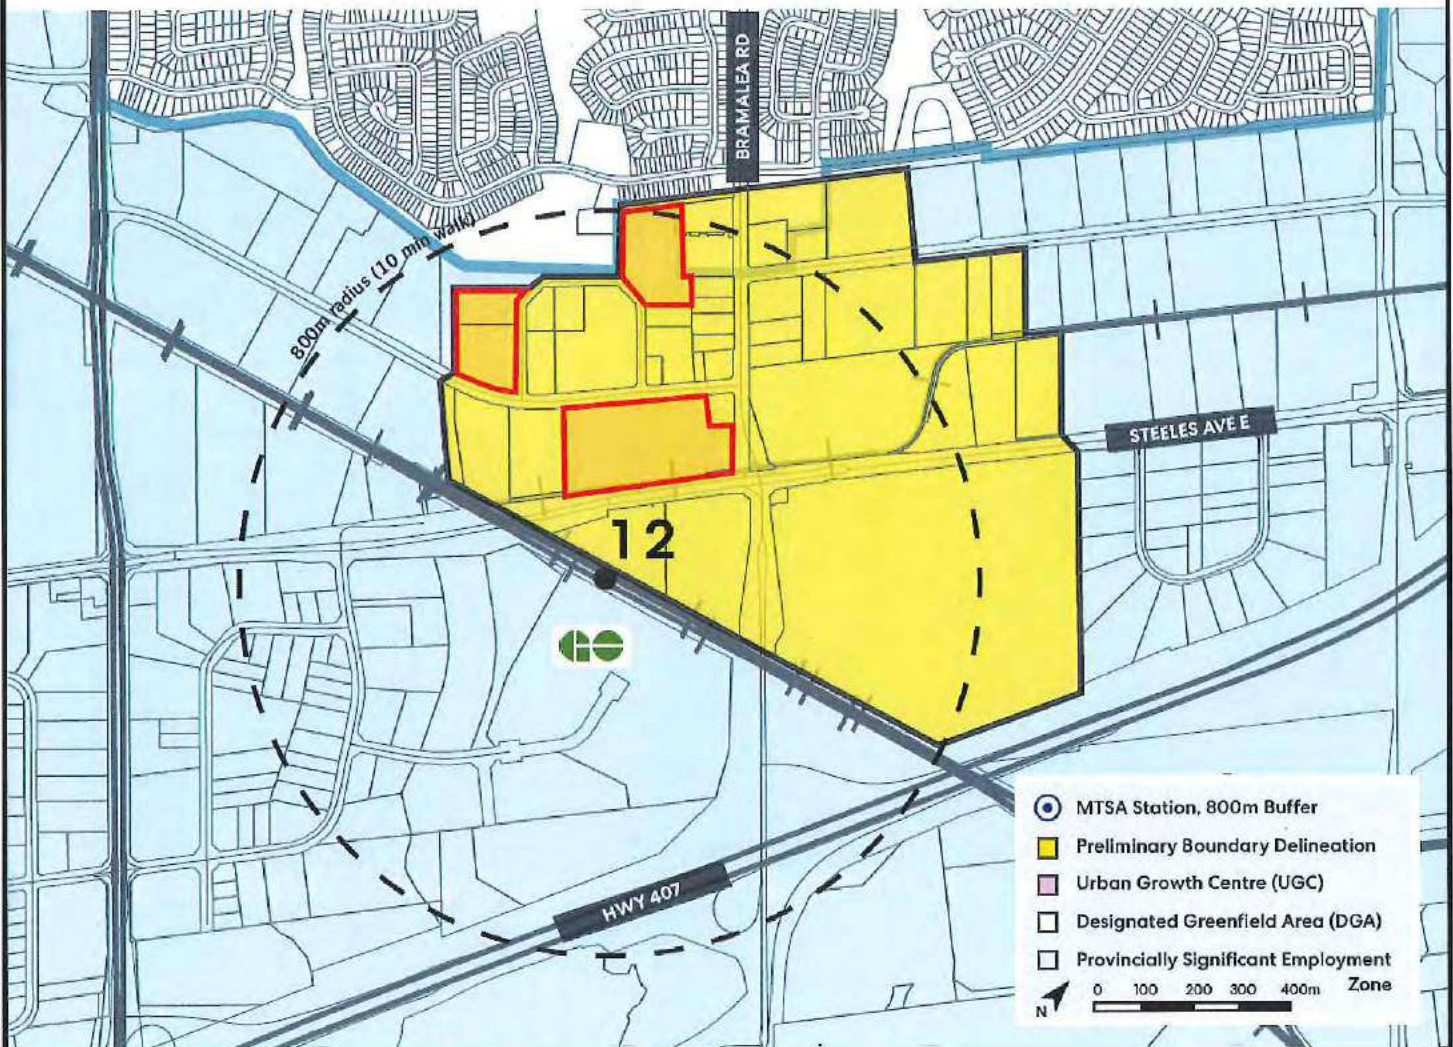 BRAMALEA RD
800m radius (10 min walk)
STEELES AVE E
12
GO
HWY 407
MTSA Station, 800m Buffer
Preliminary Boundary Delineation
Urban Growth Centre (UGC)
Designated Greenfield Area (DGA)
Provincially Significant Employment
Zone
N
0 100 200 300 400m